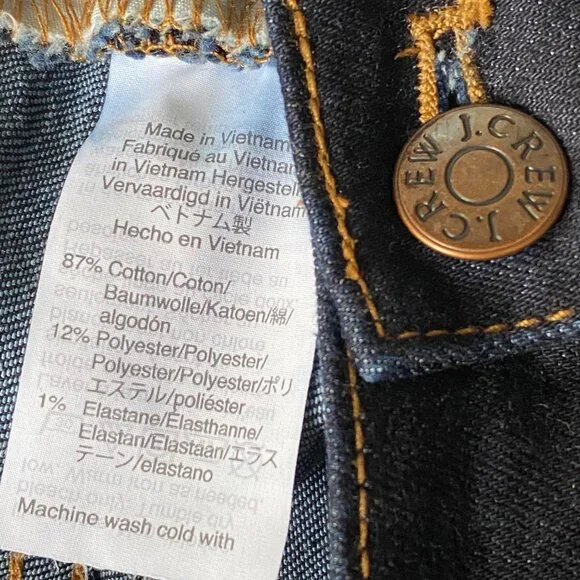 Made in Vietnam
Fabriqué au Vietnam
in Vietnam Hergestell
Vervaardigd in Viëtnam
ベトナム製
Hecho en Vietnam
87% Cotton/Coton/
Baumwolle/Katoen/綿/
algodón
12% Polyester/Polyester/
Polyester/Polyester/ポリ
エステル/poliéster
1% Elastane/Élasthanne/
Elastan/Elastaan/エラス
テーン/elastano
Machine wash cold with
J.CREW J.CREW